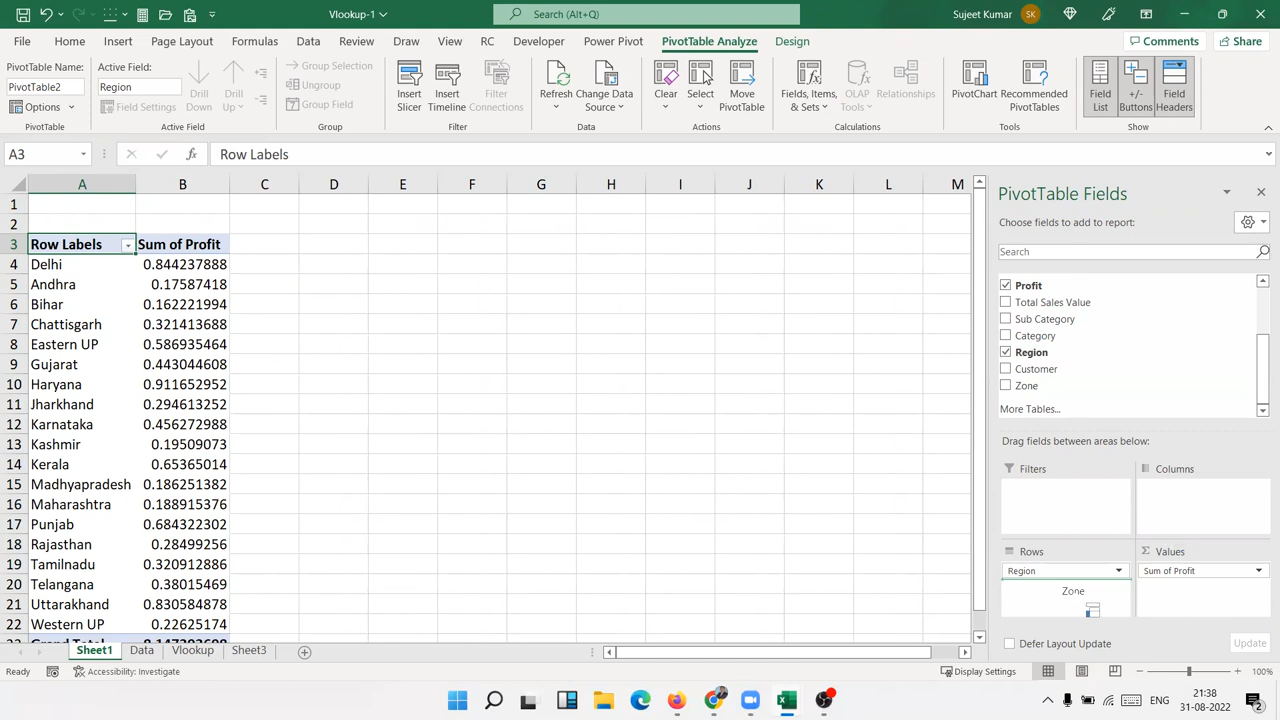 Vlookup-1
Search (Alt+Q)
Sujeet Kumar
SK
File Home Insert Page Layout Formulas Data Review Draw View RC Developer Power Pivot PivotTable Analyze Design
Comments Share
PivotTable Name:
PivotTable2
Options
PivotTable
Active Field:
Region
Field Settings
Drill Down
Drill Up
Active Field
Group Selection
Ungroup
Group Field
Group
Insert Slicer
Insert Timeline
Filter Connections
Filter
Refresh
Change Data Source
Data
Clear
Select
Move PivotTable
Actions
Fields, Items, & Sets
OLAP Tools
Relationships
Calculations
PivotChart
Recommended PivotTables
Tools
Field List
+/- Buttons
Field Headers
Show
A3
fx
Row Labels
A B C D E F G H I J K L M
1
2
3 Row Labels Sum of Profit
4 Delhi 0.844237888
5 Andhra 0.17587418
6 Bihar 0.162221994
7 Chattisgarh 0.321413688
8 Eastern UP 0.586935464
9 Gujarat 0.443044608
10 Haryana 0.911652952
11 Jharkhand 0.294613252
12 Karnataka 0.456272988
13 Kashmir 0.19509073
14 Kerala 0.65365014
15 Madhyapradesh 0.186251382
16 Maharashtra 0.188915376
17 Punjab 0.684322302
18 Rajasthan 0.28499256
19 Tamilnadu 0.320912886
20 Telangana 0.38015469
21 Uttarakhand 0.830584878
22 Western UP 0.22625174
PivotTable Fields
Choose fields to add to report:
Search
Profit
Total Sales Value
Sub Category
Category
Region
Customer
Zone
More Tables...
Drag fields between areas below:
Filters
Columns
Rows
Values
Region
Sum of Profit
Zone
Defer Layout Update
Update
Sheet1 Data Vlookup Sheet3
Ready
Accessibility: Investigate
Display Settings
100%
ENG
21:38
31-08-2022
2